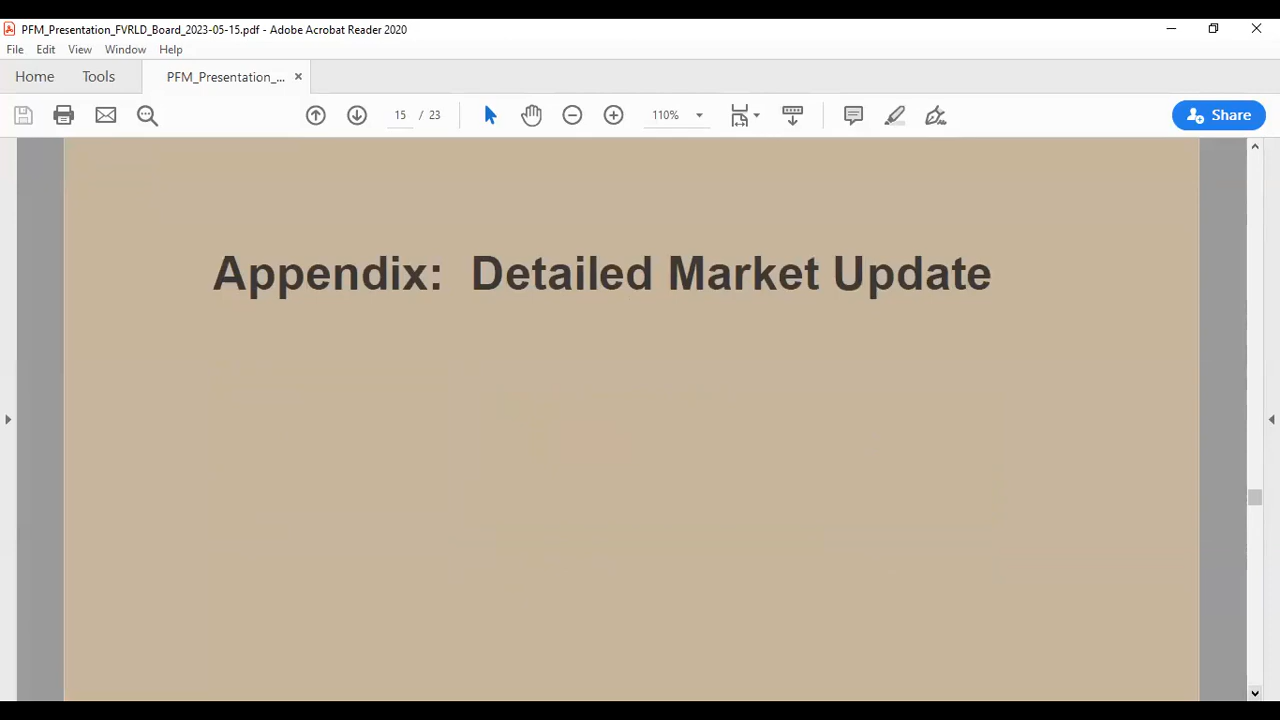 PFM_Presentation_FVRLD_Board_2023-05-15.pdf - Adobe Acrobat Reader 2020
File Edit View Window Help
Home Tools PFM_Presentation_... ×
15 / 23 110% Share
Appendix: Detailed Market Update